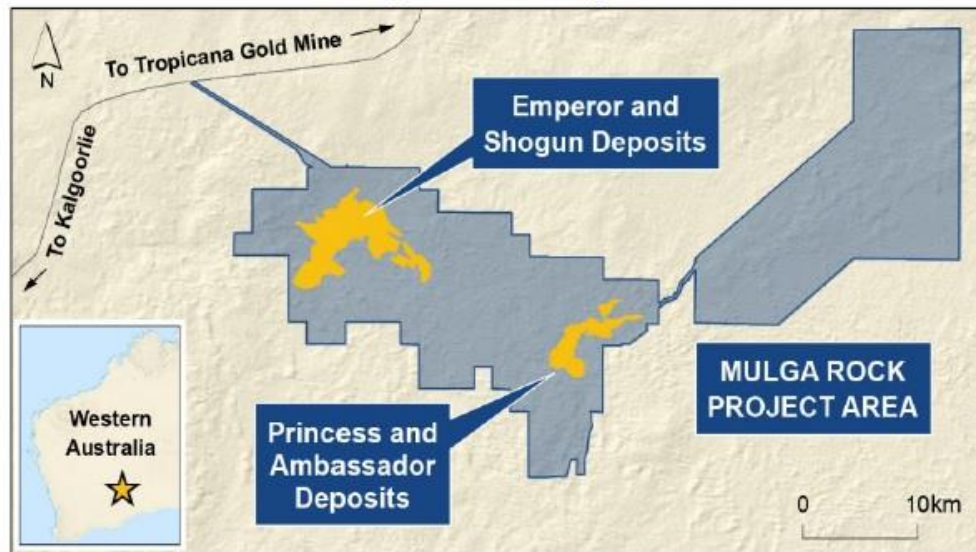 To Tropicana Gold Mine
N
To Kalgoorlie
Emperor and
Shogun Deposits
MULGA ROCK
PROJECT AREA
Princess and
Ambassador
Deposits
Western
Australia
0 10km